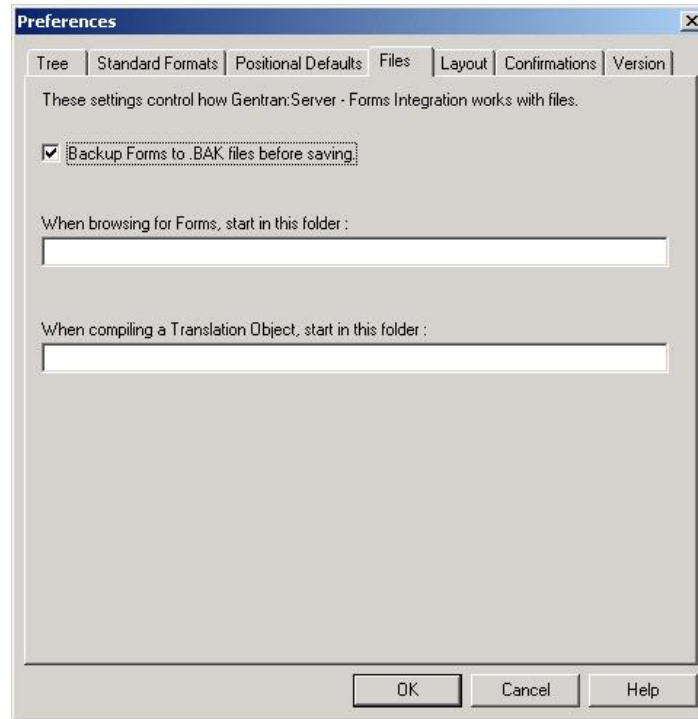 Preferences
Tree Standard Formats Positional Defaults Files Layout Confirmations Version
These settings control how Gentran:Server - Forms Integration works with files.
Backup Forms to .BAK files before saving.
When browsing for Forms, start in this folder :
When compiling a Translation Object, start in this folder :
OK Cancel Help